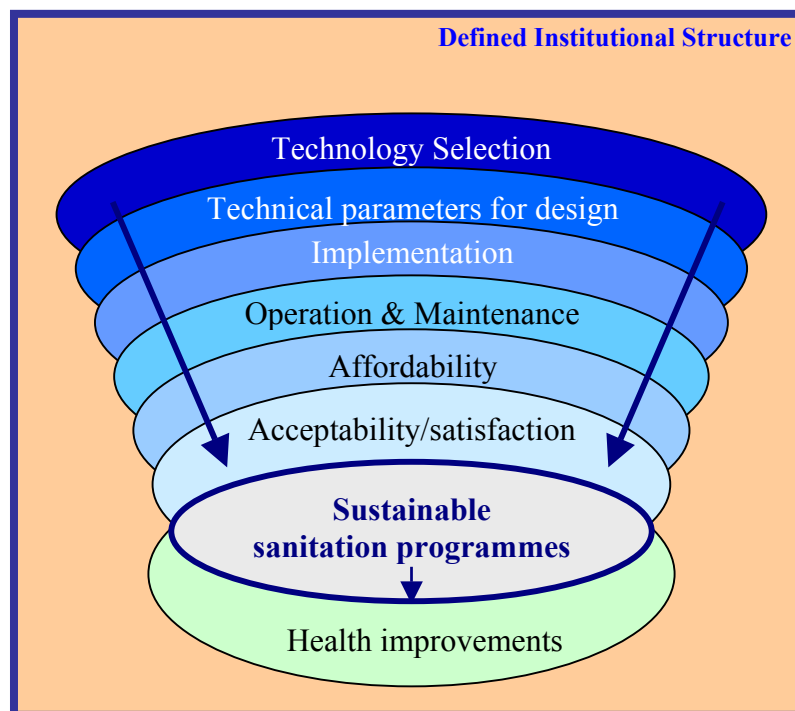 Defined Institutional Structure
Technology Selection
Technical parameters for design
Implementation
Operation & Maintenance
Affordability
Acceptability/satisfaction
Sustainable
sanitation programmes
Health improvements